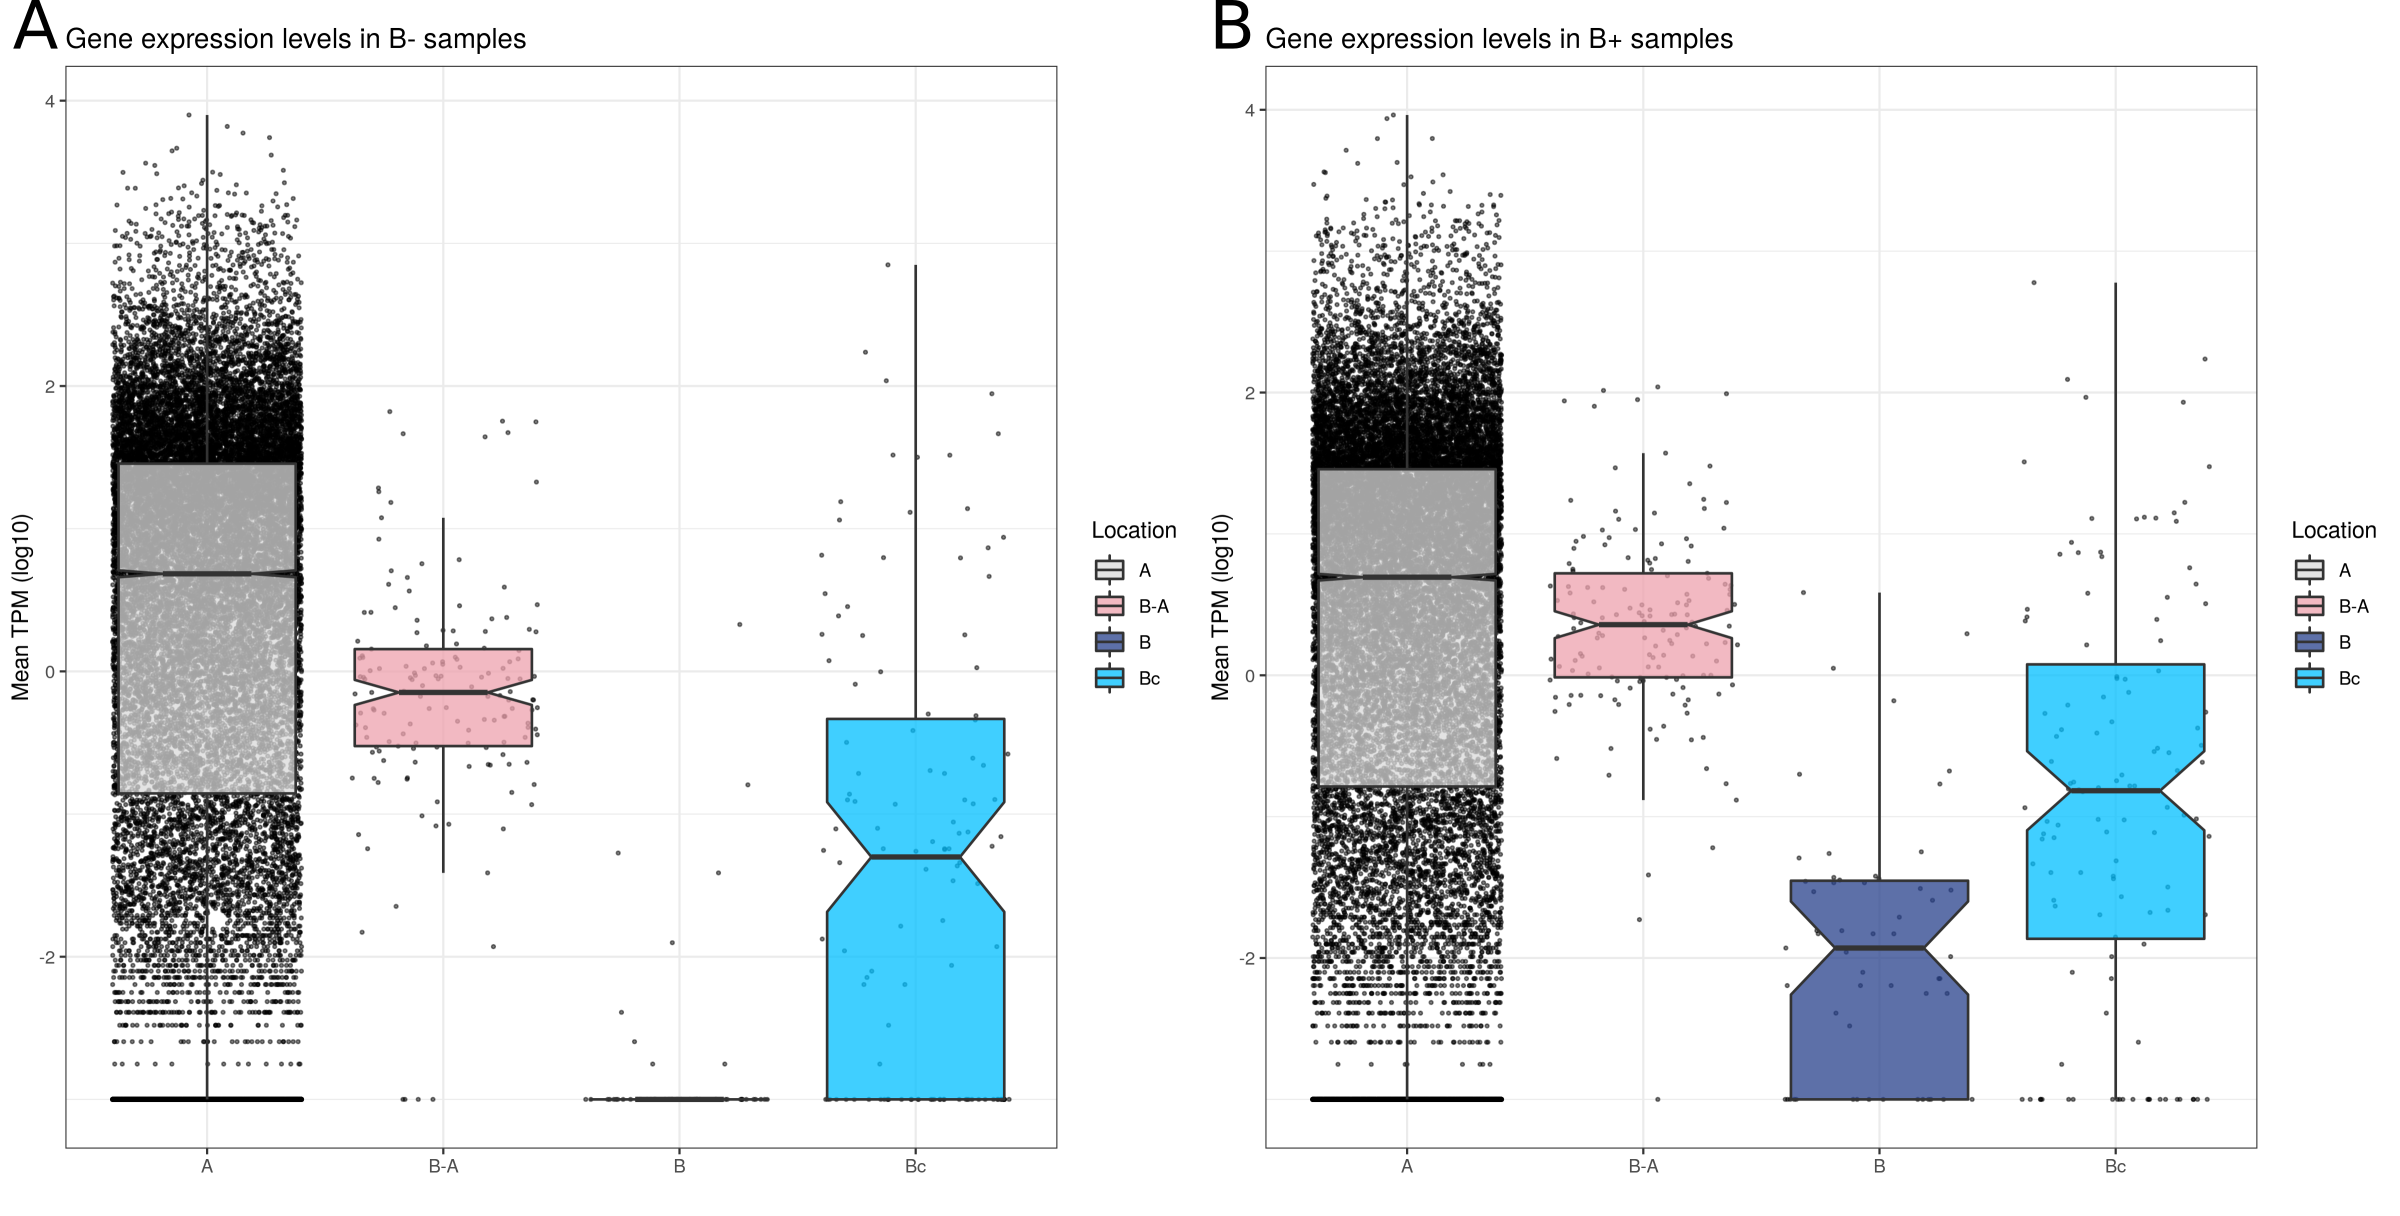 A Gene expression levels in B- samples
Mean TPM (log10)
4
2
0
-2
A B-A B Bc
Location
A
B-A
B
Bc
B Gene expression levels in B+ samples
Mean TPM (log10)
4
2
0
-2
A B-A B Bc
Location
A
B-A
B
Bc